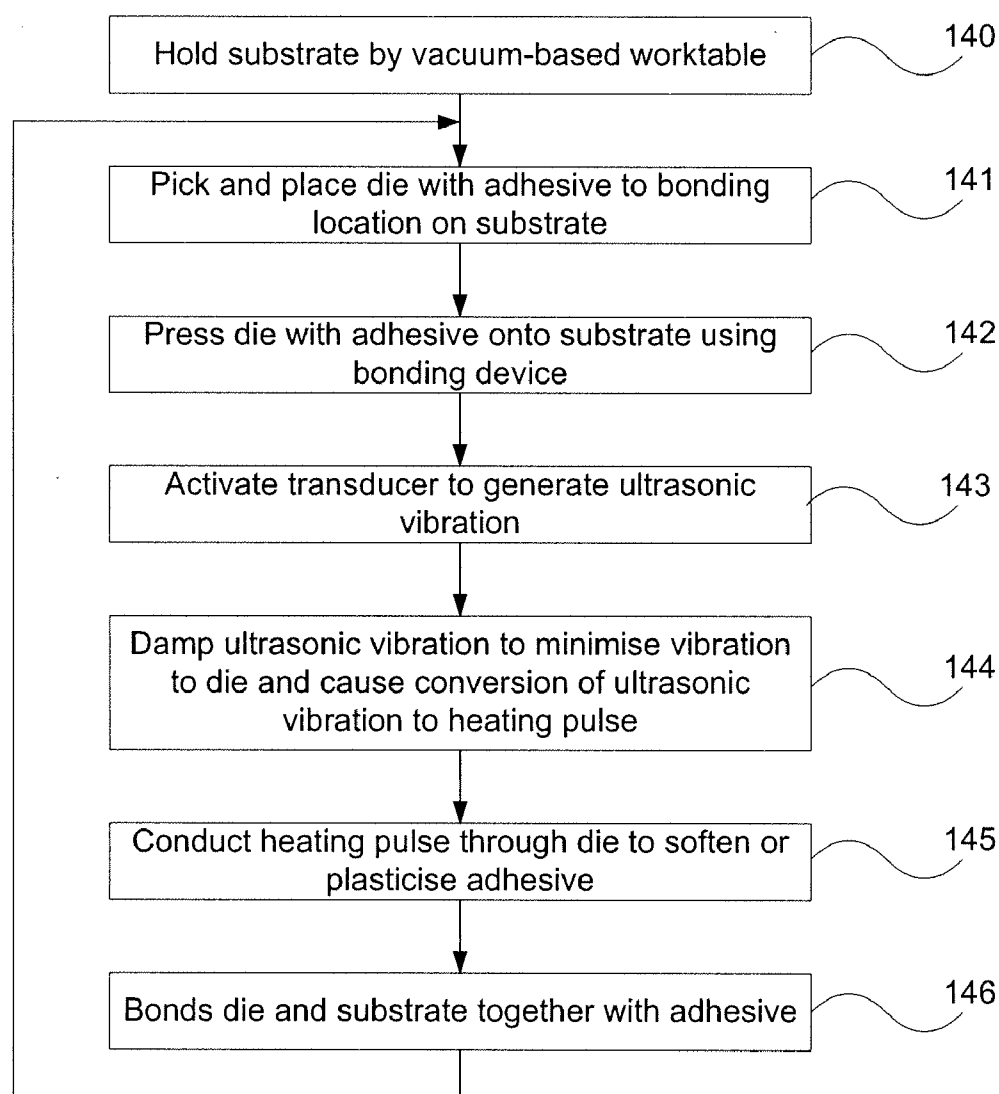 Hold substrate by vacuum-based worktable
140
Pick and place die with adhesive to bonding
location on substrate
141
Press die with adhesive onto substrate using
bonding device
142
Activate transducer to generate ultrasonic
vibration
143
Damp ultrasonic vibration to minimise vibration
to die and cause conversion of ultrasonic
vibration to heating pulse
144
Conduct heating pulse through die to soften or
plasticise adhesive
145
Bonds die and substrate together with adhesive
146